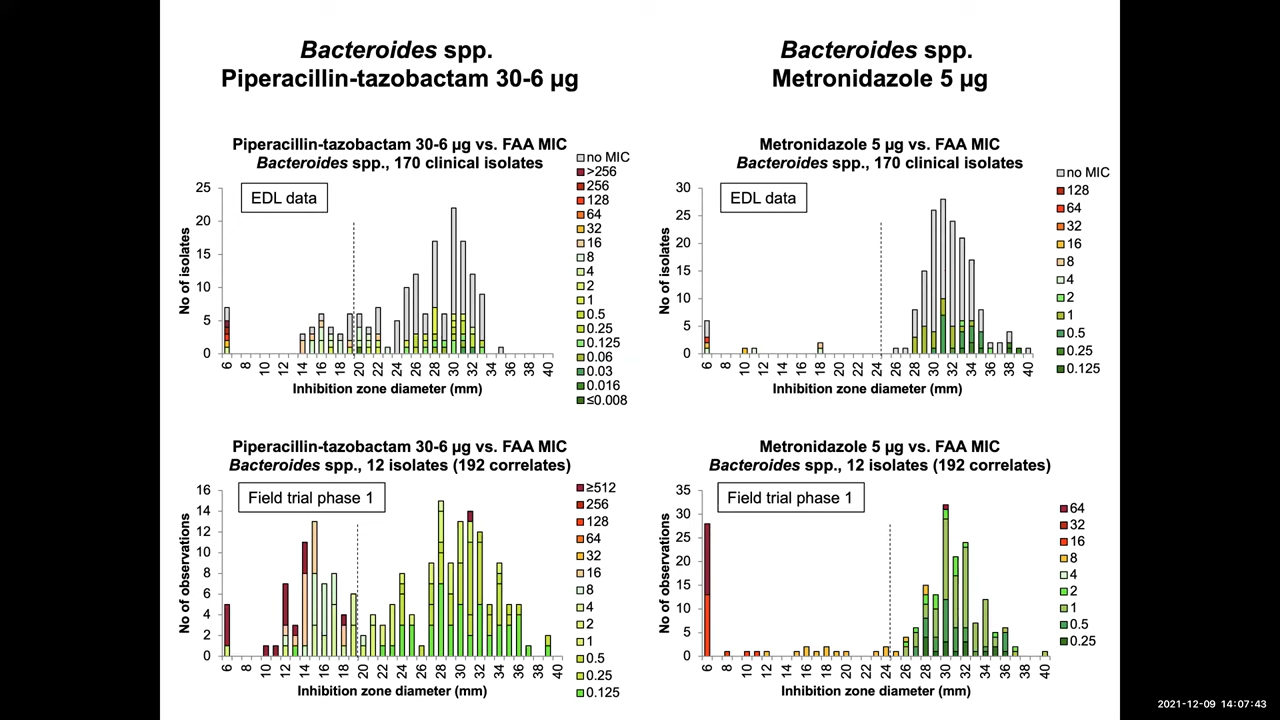 Bacteroides spp.
Piperacillin-tazobactam 30-6 µg
Bacteroides spp.
Metronidazole 5 µg
Piperacillin-tazobactam 30-6 µg vs. FAA MIC
Bacteroides spp., 170 clinical isolates
EDL data
No of isolates
25
20
15
10
5
0
6 8 10 12 14 16 18 20 22 24 26 28 30 32 34 36 38 40
Inhibition zone diameter (mm)
no MIC
>256
256
128
64
32
16
8
4
2
1
0.5
0.25
0.125
0.06
0.03
0.016
≤0.008
Metronidazole 5 µg vs. FAA MIC
Bacteroides spp., 170 clinical isolates
EDL data
No of isolates
30
25
20
15
10
5
0
6 8 10 12 14 16 18 20 22 24 26 28 30 32 34 36 38 40
Inhibition zone diameter (mm)
no MIC
128
64
32
16
8
4
2
1
0.5
0.25
0.125
Piperacillin-tazobactam 30-6 µg vs. FAA MIC
Bacteroides spp., 12 isolates (192 correlates)
Field trial phase 1
No of observations
16
14
12
10
8
6
4
2
0
6 8 10 12 14 16 18 20 22 24 26 28 30 32 34 36 38 40
Inhibition zone diameter (mm)
≥512
256
128
64
32
16
8
4
2
1
0.5
0.25
0.125
Metronidazole 5 µg vs. FAA MIC
Bacteroides spp., 12 isolates (192 correlates)
Field trial phase 1
No of observations
35
30
25
20
15
10
5
0
6 8 10 12 14 16 18 20 22 24 26 28 30 32 34 36 38 40
Inhibition zone diameter (mm)
64
32
16
8
4
2
1
0.5
0.25
2021-12-09 14:07:43